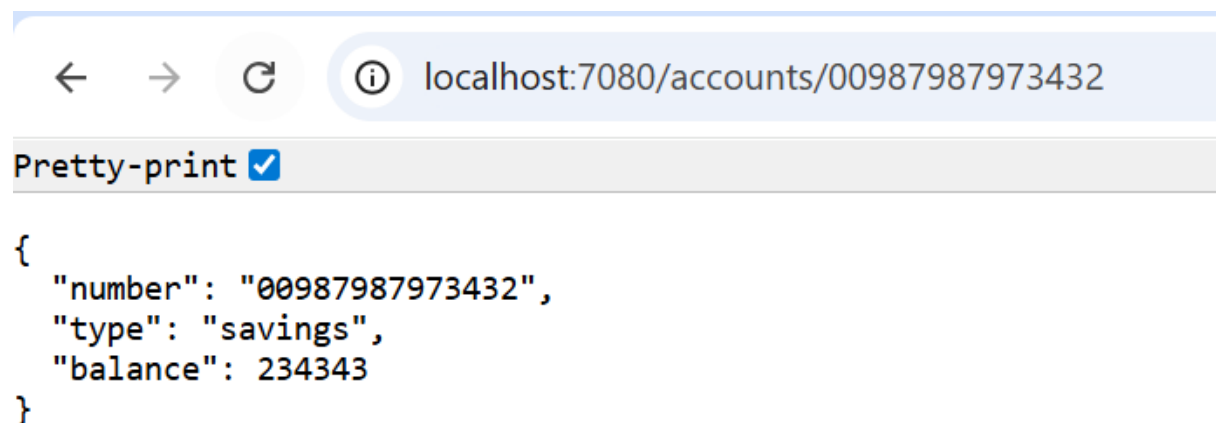 localhost:7080/accounts/00987987973432
Pretty-print
{
  "number": "00987987973432",
  "type": "savings",
  "balance": 234343
}